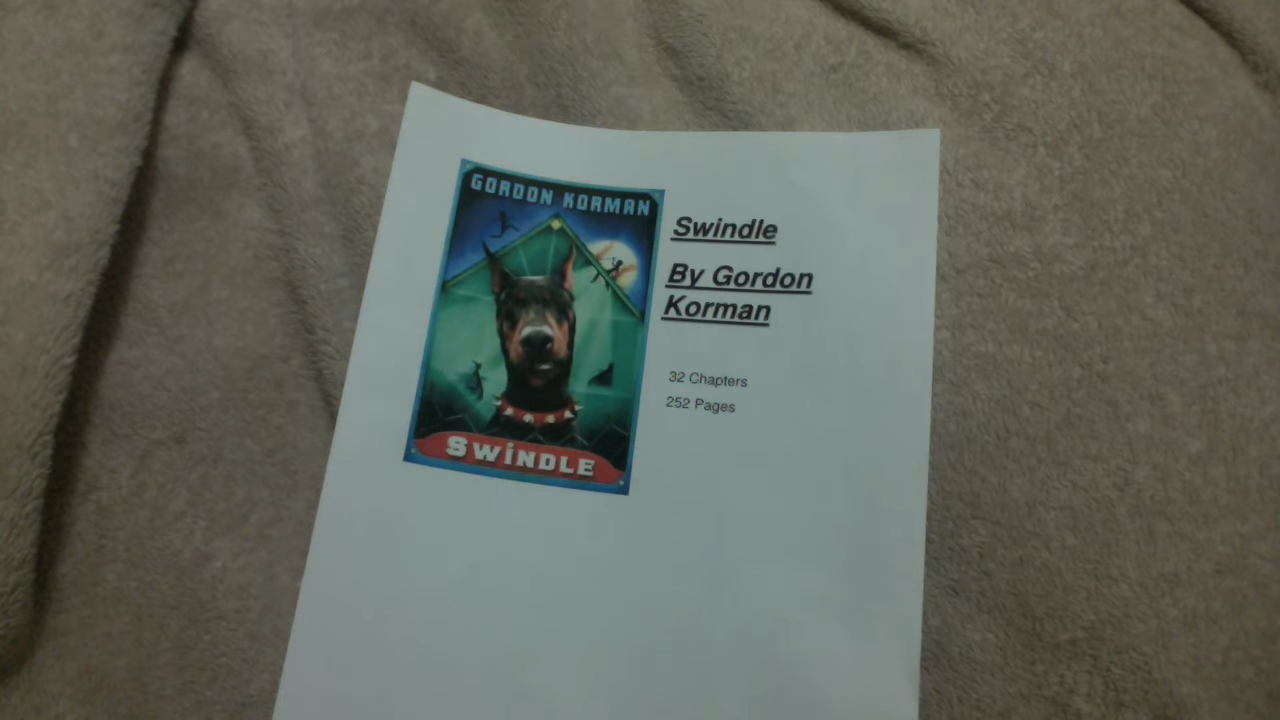 GORDON KORMAN
SWiNDLE
Swindle
By Gordon
Korman
32 Chapters
252 Pages